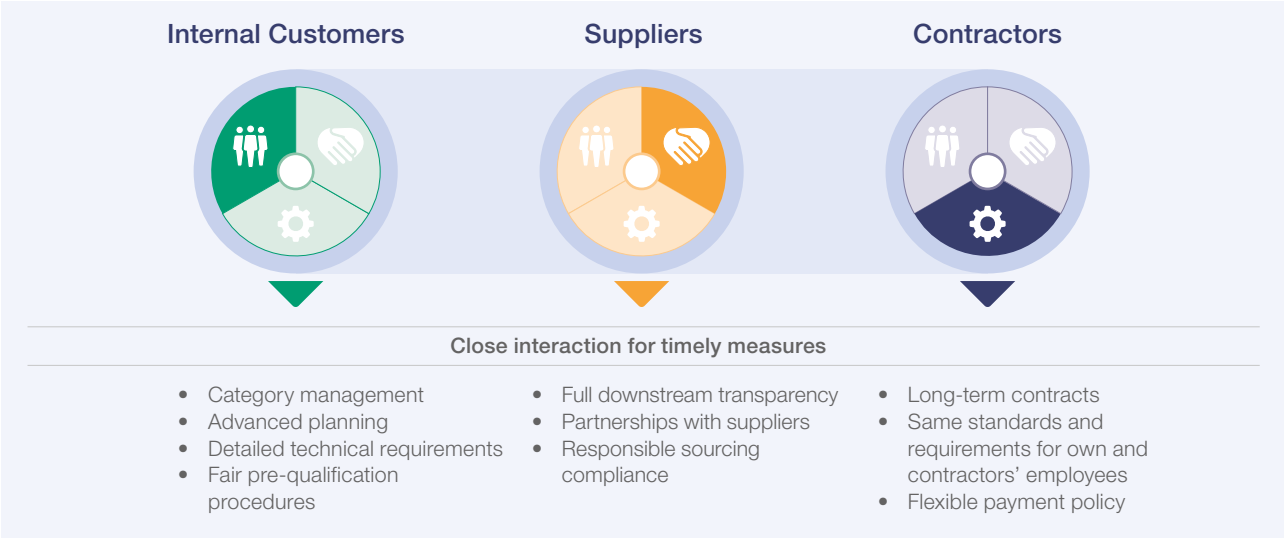 Internal Customers
Suppliers
Contractors
Close interaction for timely measures
• Category management
• Advanced planning
• Detailed technical requirements
• Fair pre-qualification
procedures
• Full downstream transparency
• Partnerships with suppliers
• Responsible sourcing
compliance
• Long-term contracts
• Same standards and
requirements for own and
contractors’ employees
• Flexible payment policy